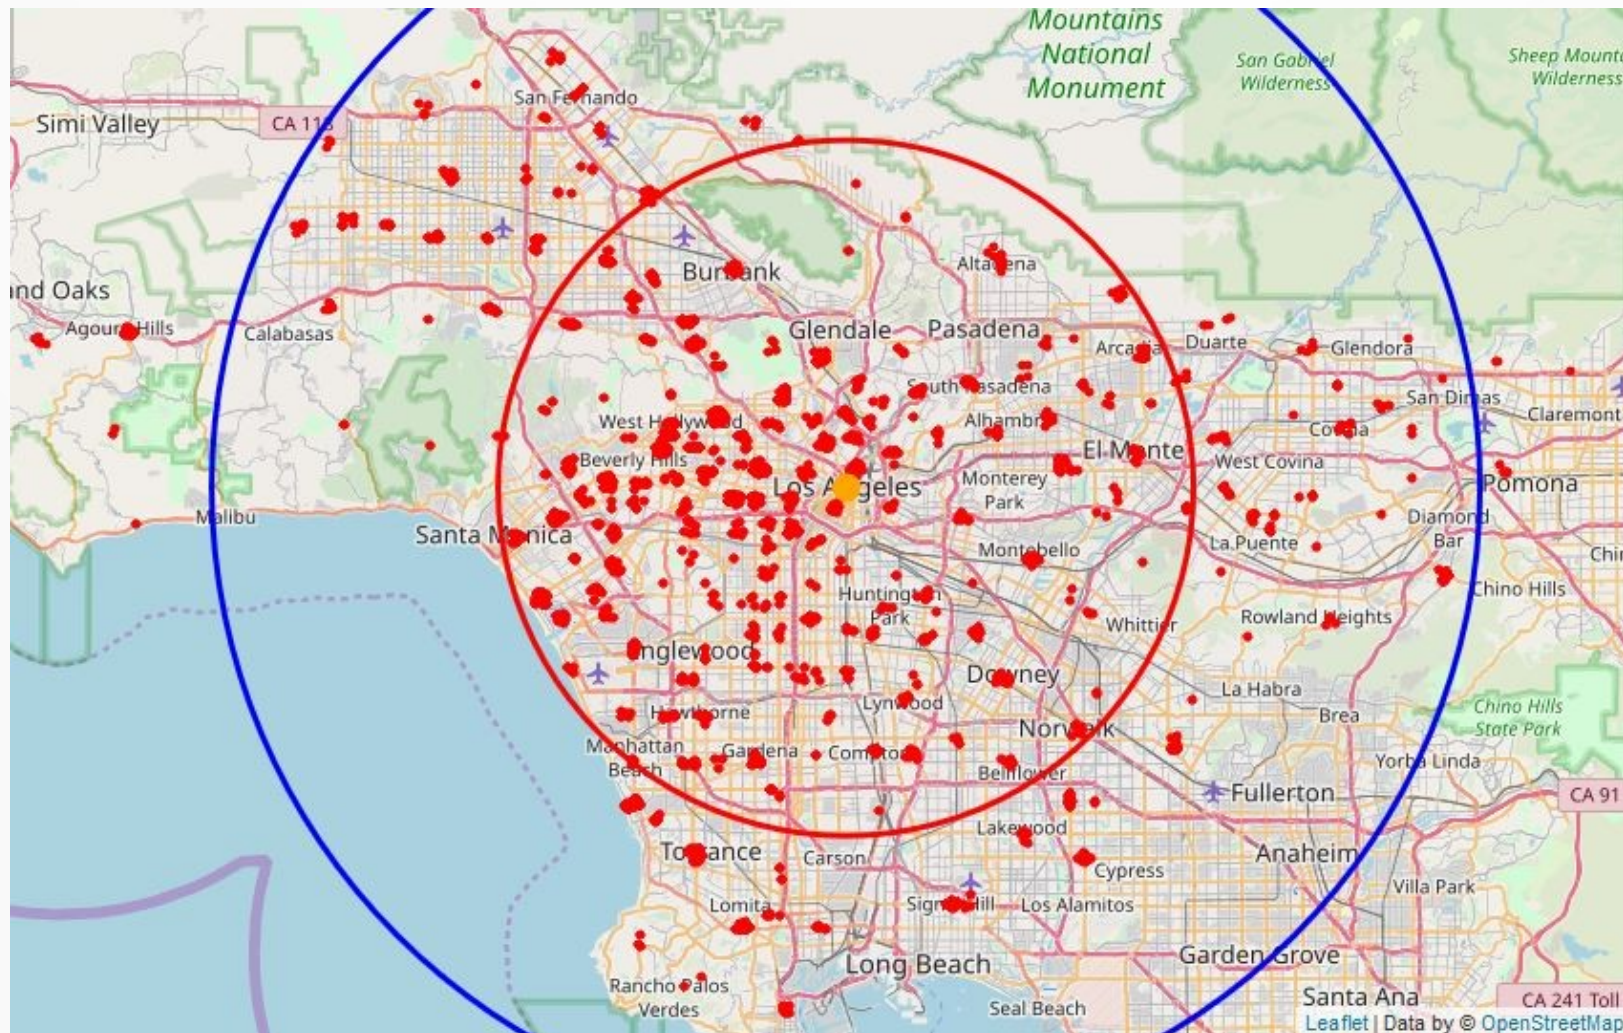 Mountains
National
Monument
San Gabriel
Wilderness
Sheep Mounta
Wilderness
San Fernando
Simi Valley
CA 118
Burbank
Altadena
and Oaks
Agoura Hills
Calabasas
Glendale
Pasadena
Arcadia
Duarte
Glendora
South Pasadena
San Dimas
Claremont
West Hollywood
Alhambra
Covina
El Monte
Beverly Hills
West Covina
Los Angeles
Monterey
Park
Pomona
Malibu
Santa Monica
Diamond
Bar
La Puente
Montebello
Chin
Chino Hills
Huntington
Park
Whittier
Rowland Heights
Inglewood
Downey
La Habra
Hawthorne
Lynwood
Brea
Chino Hills
State Park
Norwalk
Manhattan
Beach
Gardena
Compton
Bellflower
Yorba Linda
Fullerton
CA 91
Lakewood
Torrance
Carson
Anaheim
Cypress
Villa Park
Lomita
Signal Hill
Los Alamitos
Garden Grove
Long Beach
Rancho Palos
Verdes
Seal Beach
Santa Ana
CA 241 Toll
Leaflet | Data by © OpenStreetMap